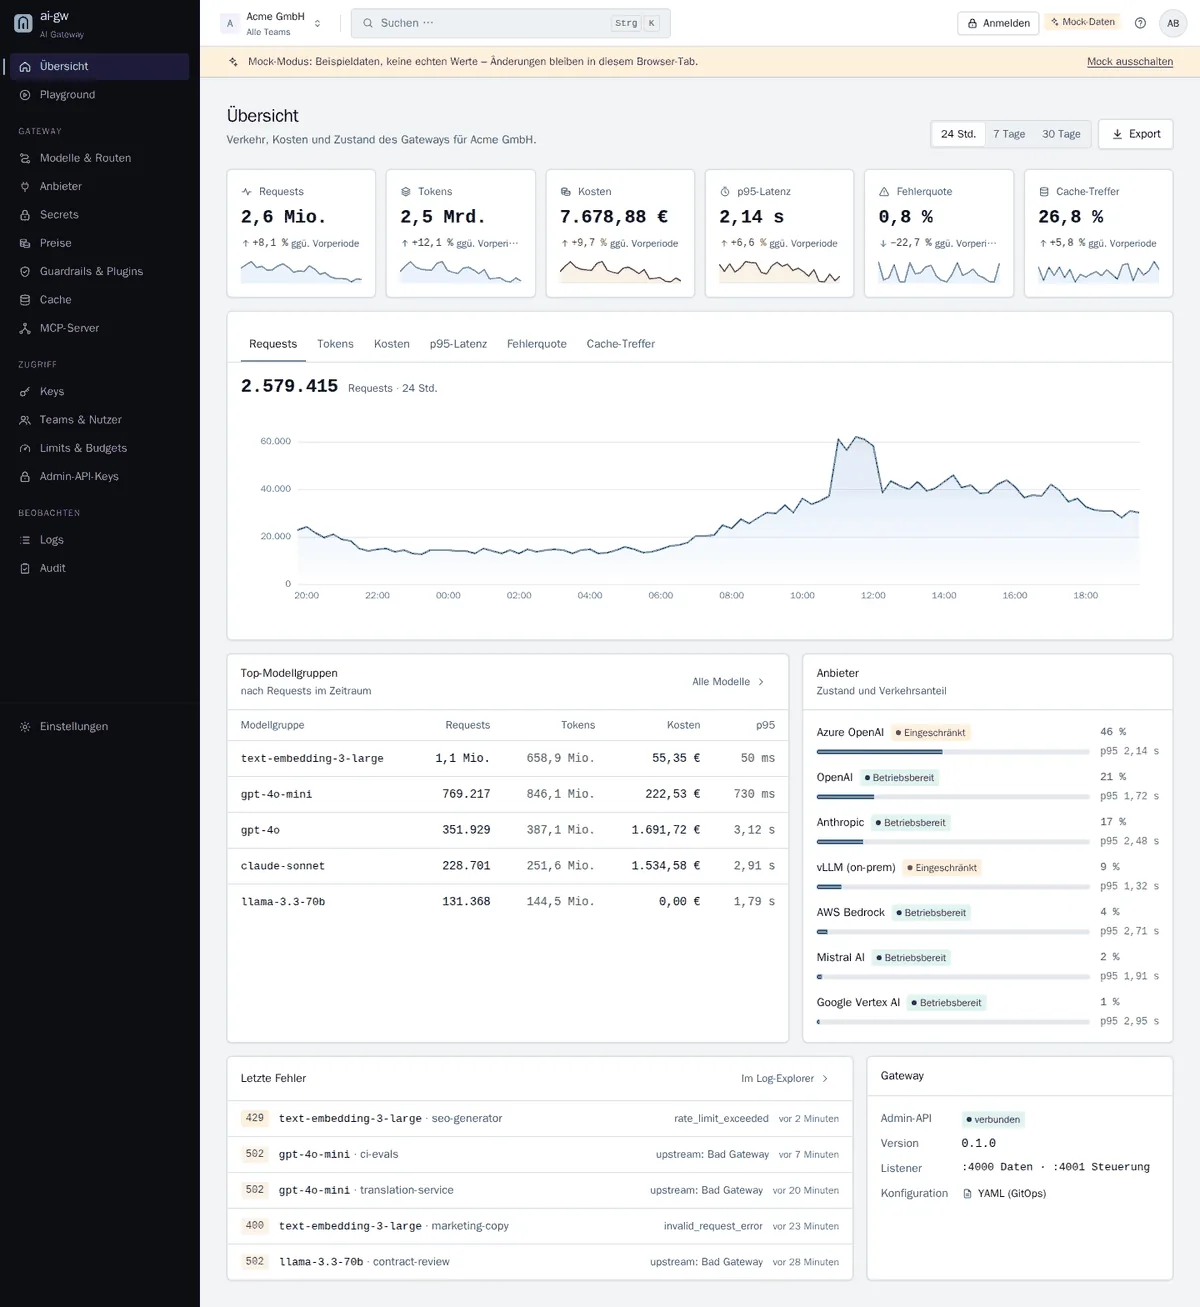 ai-gw
AI Gateway
Übersicht
Playground
GATEWAY
Modelle & Routen
Anbieter
Secrets
Preise
Guardrails & Plugins
Cache
MCP-Server
ZUGRIFF
Keys
Teams & Nutzer
Limits & Budgets
Admin-API-Keys
BEOBACHTEN
Logs
Audit
Einstellungen
A
Acme GmbH
Alle Teams
Suchen ···
Strg K
Anmelden
Mock-Daten
AB
Mock-Modus: Beispieldaten, keine echten Werte – Änderungen bleiben in diesem Browser-Tab.
Mock ausschalten
Übersicht
Verkehr, Kosten und Zustand des Gateways für Acme GmbH.
24 Std. 7 Tage 30 Tage
Export
Requests
2,6 Mio.
↑ +8,1 % ggü. Vorperiode
Tokens
2,5 Mrd.
↑ +12,1 % ggü. Vorperi···
Kosten
7.678,88 €
↑ +9,7 % ggü. Vorperiode
p95-Latenz
2,14 s
↑ +6,6 % ggü. Vorperiode
Fehlerquote
0,8 %
↓ −22,7 % ggü. Vorperi···
Cache-Treffer
26,8 %
↑ +5,8 % ggü. Vorperiode
Requests Tokens Kosten p95-Latenz Fehlerquote Cache-Treffer
2.579.415 Requests · 24 Std.
60.000
40.000
20.000
0
20:00 22:00 00:00 02:00 04:00 06:00 08:00 10:00 12:00 14:00 16:00 18:00
Top-Modellgruppen
nach Requests im Zeitraum
Alle Modelle
Modellgruppe Requests Tokens Kosten p95
text-embedding-3-large 1,1 Mio. 658,9 Mio. 55,35 € 50 ms
gpt-4o-mini 769.217 846,1 Mio. 222,53 € 730 ms
gpt-4o 351.929 387,1 Mio. 1.691,72 € 3,12 s
claude-sonnet 228.701 251,6 Mio. 1.534,58 € 2,91 s
llama-3.3-70b 131.368 144,5 Mio. 0,00 € 1,79 s
Anbieter
Zustand und Verkehrsanteil
Azure OpenAI Eingeschränkt 46 %
p95 2,14 s
OpenAI Betriebsbereit 21 %
p95 1,72 s
Anthropic Betriebsbereit 17 %
p95 2,48 s
vLLM (on-prem) Eingeschränkt 9 %
p95 1,32 s
AWS Bedrock Betriebsbereit 4 %
p95 2,71 s
Mistral AI Betriebsbereit 2 %
p95 1,91 s
Google Vertex AI Betriebsbereit 1 %
p95 2,95 s
Letzte Fehler
Im Log-Explorer
429 text-embedding-3-large · seo-generator rate_limit_exceeded vor 2 Minuten
502 gpt-4o-mini · ci-evals upstream: Bad Gateway vor 7 Minuten
502 gpt-4o-mini · translation-service upstream: Bad Gateway vor 20 Minuten
400 text-embedding-3-large · marketing-copy invalid_request_error vor 23 Minuten
502 llama-3.3-70b · contract-review upstream: Bad Gateway vor 28 Minuten
Gateway
Admin-API verbunden
Version 0.1.0
Listener :4000 Daten · :4001 Steuerung
Konfiguration YAML (GitOps)